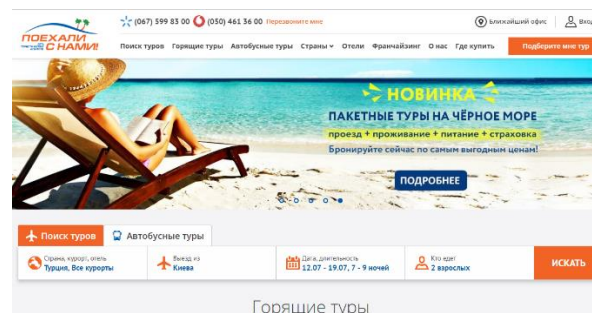 (067) 599 83 00 (050) 461 36 00 Перезвоните мне
Ближайший офис
Вход
ПОЕХАЛИ
С НАМИ!
Поиск туров Горящие туры Автобусные туры Страны Отели Франчайзинг О нас Где купить
Подберите мне тур
НОВИНКА
ПАКЕТНЫЕ ТУРЫ НА ЧЁРНОЕ МОРЕ
проезд + проживание + питание + страховка
Бронируйте сейчас по самым выгодным ценам!
ПОДРОБНЕЕ
Поиск туров Автобусные туры
Страна, курорт, отель
Турция, Все курорты
Выезд из
Киева
Дата, длительность
12.07 - 19.07, 7 - 9 ночей
Кто едет
2 взрослых
ИСКАТЬ
Горящие туры